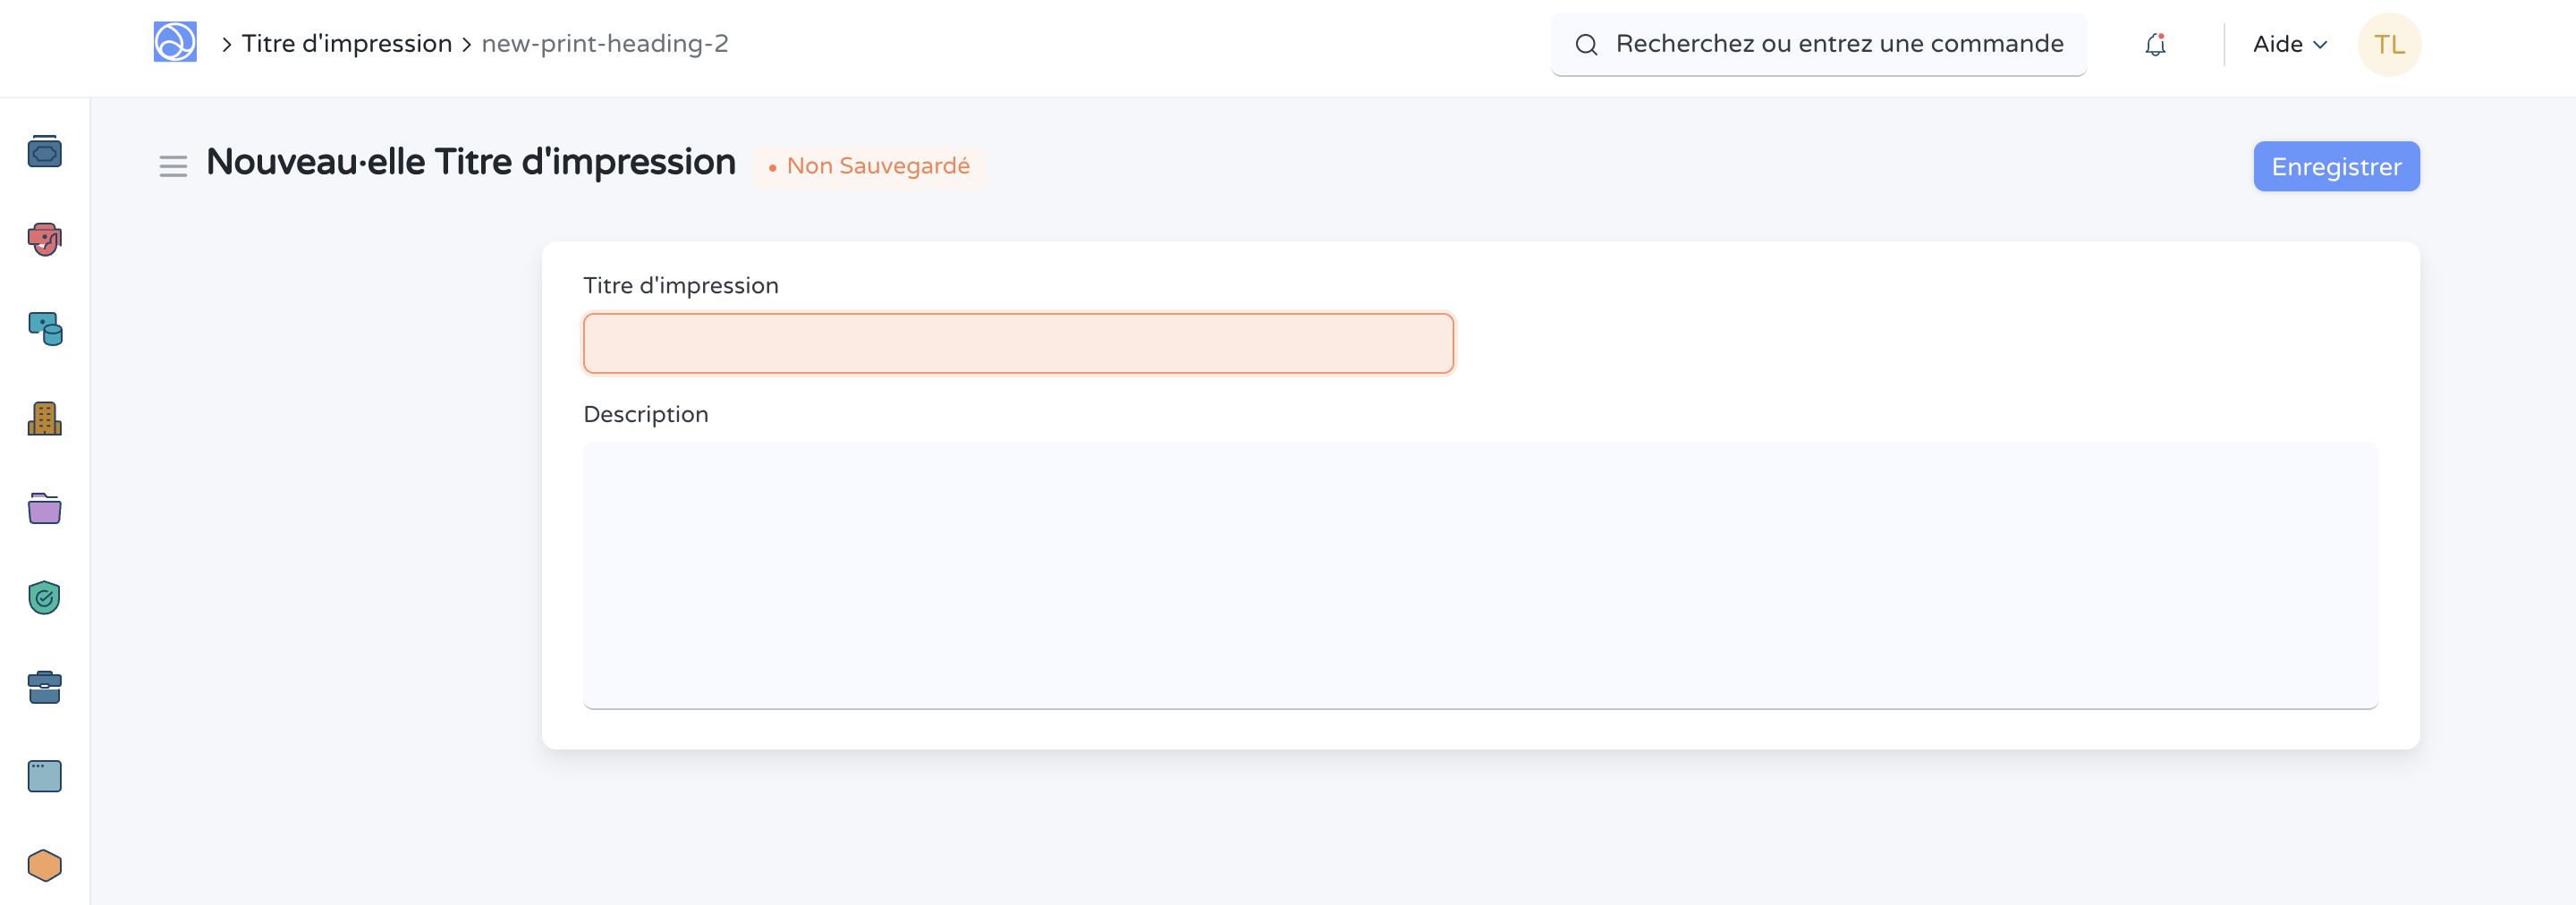 Titre d'impression new-print-heading-2
Recherchez ou entrez une commande
Aide
TL
Nouveau·elle Titre d'impression
• Non Sauvegardé
Enregistrer
Titre d'impression
Description